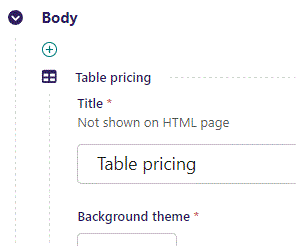 Body
Table pricing
Title *
Not shown on HTML page
Table pricing
Background theme *